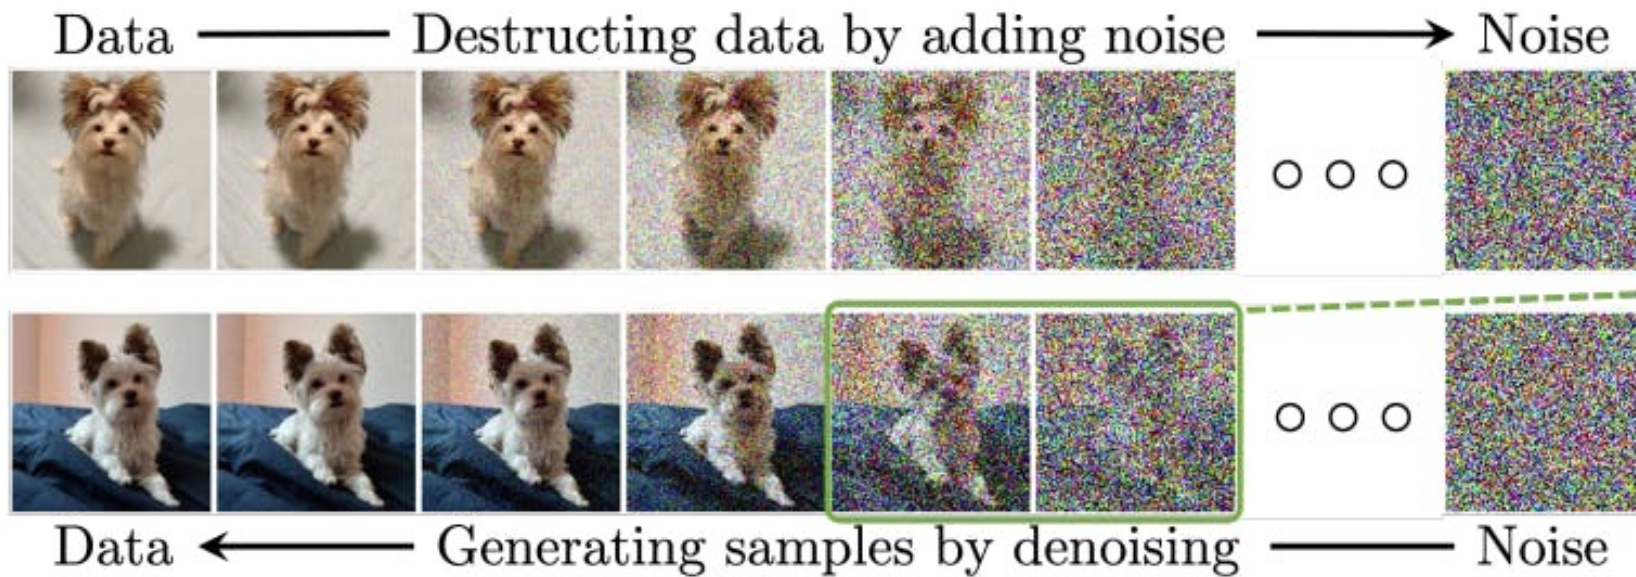 Data Destructing data by adding noise Noise
Data Generating samples by denoising Noise